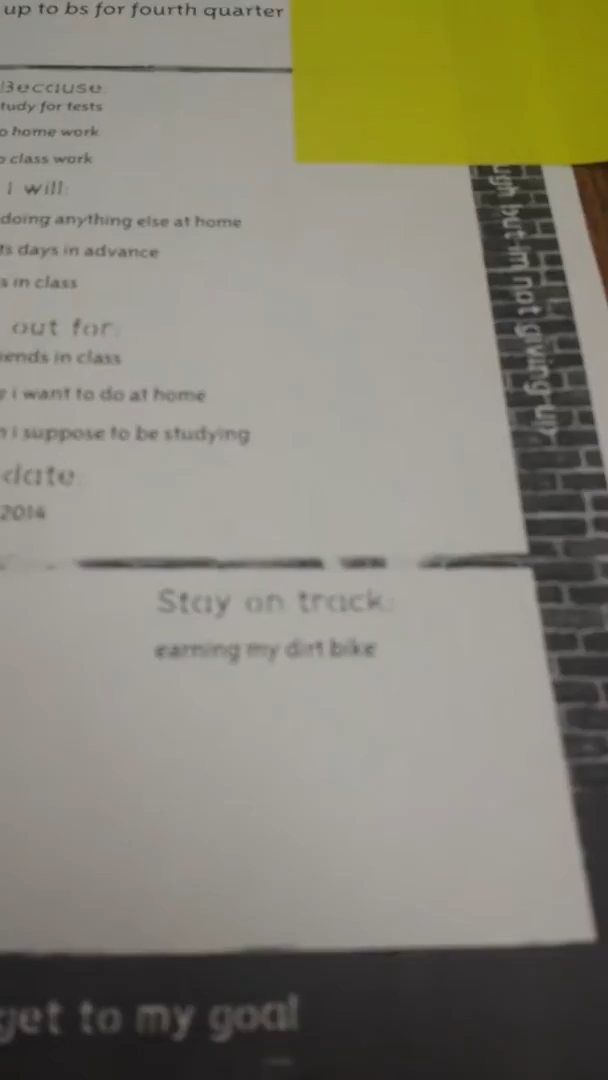 up to bs for fourth quarter
Because:
tudy for tests
o home work
o class work
i will:
doing anything else at home
ts days in advance
s in class
out for:
iends in class
r i want to do at home
n i suppose to be studying
date:
2014
ugh but im not giving up
Stay on track:
earning my dirt bike
get to my goal